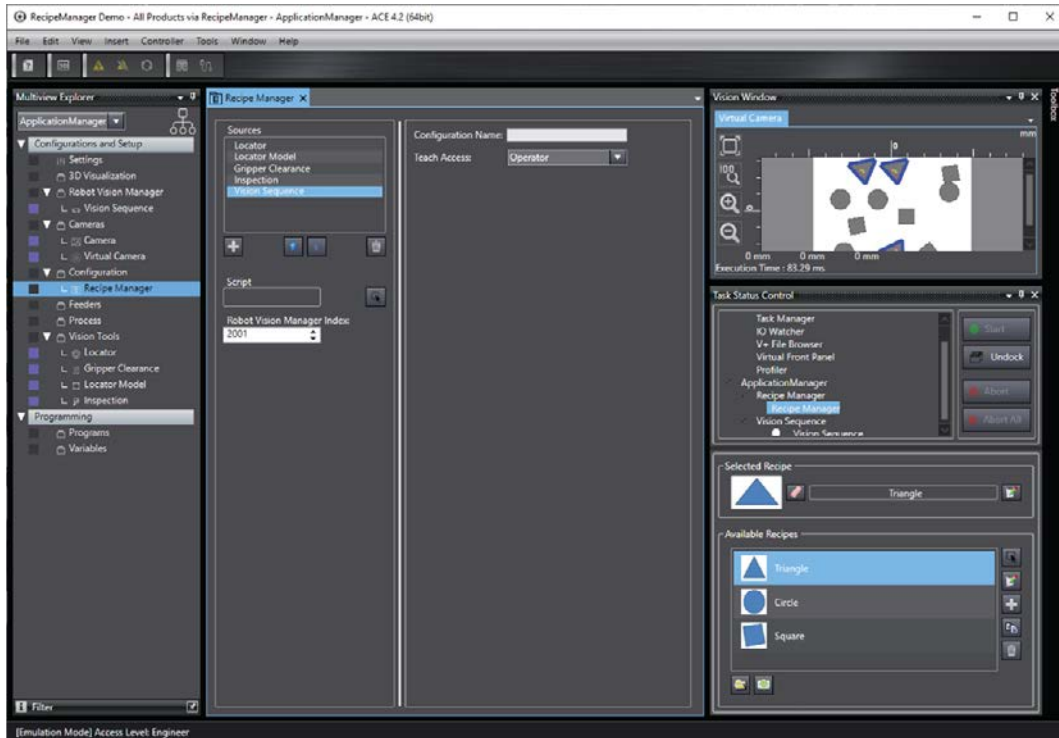 RecipeManager Demo - All Products via RecipeManager - ApplicationManager - ACE 4.2 (64bit)
File Edit View Insert Controller Tools Window Help
Multiview Explorer
ApplicationManager
Configurations and Setup
Settings
3D Visualization
Robot Vision Manager
Vision Sequence
Cameras
Camera
Virtual Camera
Configuration
Recipe Manager
Feeders
Process
Vision Tools
Locator
Gripper Clearance
Locator Model
Inspection
Programming
Programs
Variables
Filter
Recipe Manager
Sources
Locator
Locator Model
Gripper Clearance
Inspection
Vision Sequence
Script
Robot Vision Manager Index:
2001
Configuration Name:
Teach Access: Operator
Vision Window
Virtual Camera
mm
0
100
0
0 mm 0 mm 0 mm
Execution Time : 83.29 ms
Toolbox
Task Status Control
Task Manager
IO Watcher
V+ File Browser
Virtual Front Panel
Profiler
ApplicationManager
Recipe Manager
Recipe Manager
Vision Sequence
Vision Sequence
Start
Undock
Abort
Abort All
Selected Recipe
Triangle
Available Recipes
Triangle
Circle
Square
[Emulation Mode] Access Level: Engineer